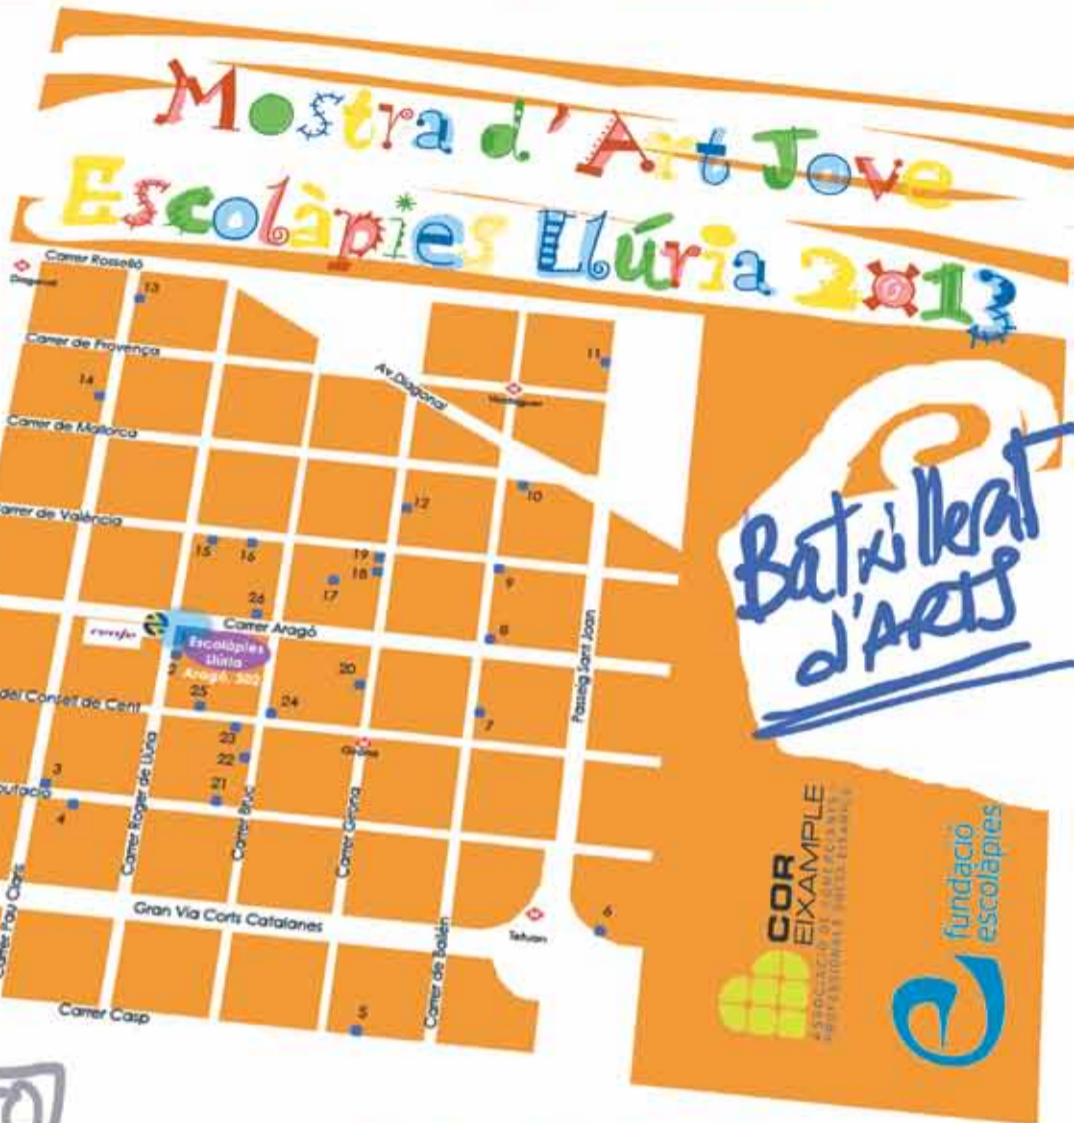 Mostra d'Art Jove
Escolàpies Llúria 2013
Carrer Rosselló
Diagonal
13
Carrer de Provença
11
14
Av.Diagonal
Verdaguer
Carrer de Mallorca
10
12
Carrer de València
15
16
19
18
9
17
26
Carrer Aragó
8
Escolàpies
Llúria
Aragó, 302
2
20
Passeig Sant Joan
25
24
7
del Consell de Cent
23
Girona
22
3
21
4
Carrer Roger de Llúria
Carrer Bruc
Carrer Girona
Carrer Pau Claris
Gran Via Corts Catalanes
6
Tetuan
Carrer de Bailén
Carrer Casp
5
Batxillerat
d'ARTS
COR
EIXAMPLE
ASSOCIACIÓ DE COMERCIANTS
fundació
escolàpies